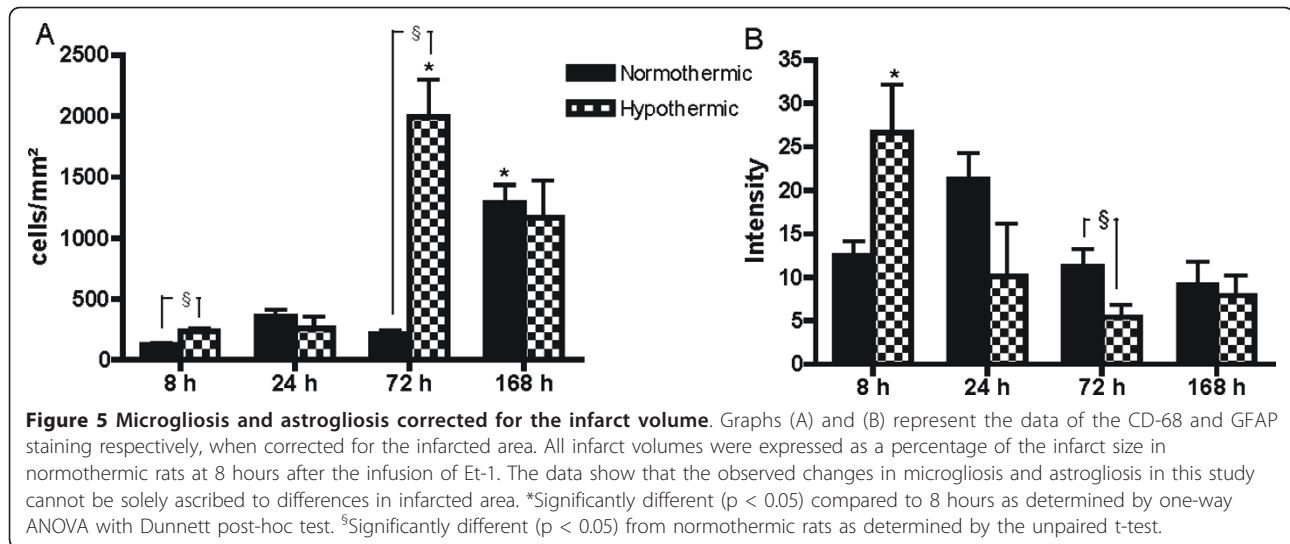 A
B
2500
2000
1500
1000
500
0
cells/mm²
§
§
*
*
8 h 24 h 72 h 168 h
Normothermic
Hypothermic
35
30
25
20
15
10
5
0
Intensity
*
§
8 h 24 h 72 h 168 h
Figure 5 Microgliosis and astrogliosis corrected for the infarct volume. Graphs (A) and (B) represent the data of the CD-68 and GFAP
staining respectively, when corrected for the infarcted area. All infarct volumes were expressed as a percentage of the infarct size in
normothermic rats at 8 hours after the infusion of Et-1. The data show that the observed changes in microgliosis and astrogliosis in this study
cannot be solely ascribed to differences in infarcted area. *Significantly different (p < 0.05) compared to 8 hours as determined by one-way
ANOVA with Dunnett post-hoc test. §Significantly different (p < 0.05) from normothermic rats as determined by the unpaired t-test.